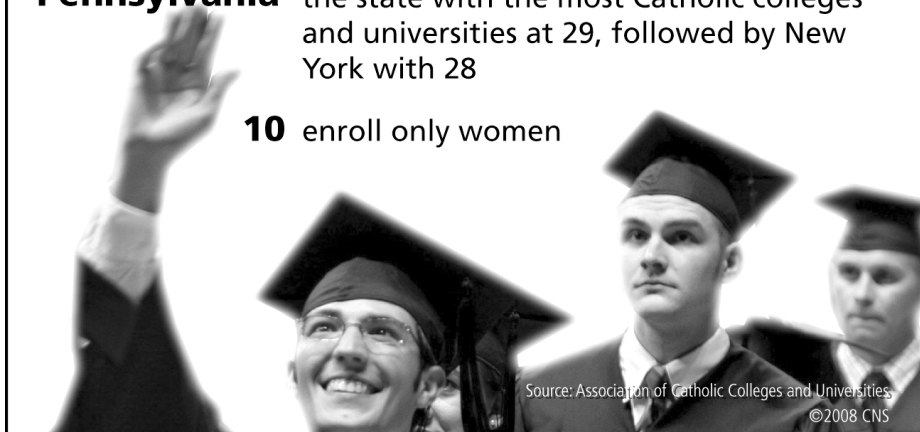 Pennsylvania the state with the most Catholic colleges
and universities at 29, followed by New
York with 28
10 enroll only women
Source: Association of Catholic Colleges and Universities
©2008 CNS